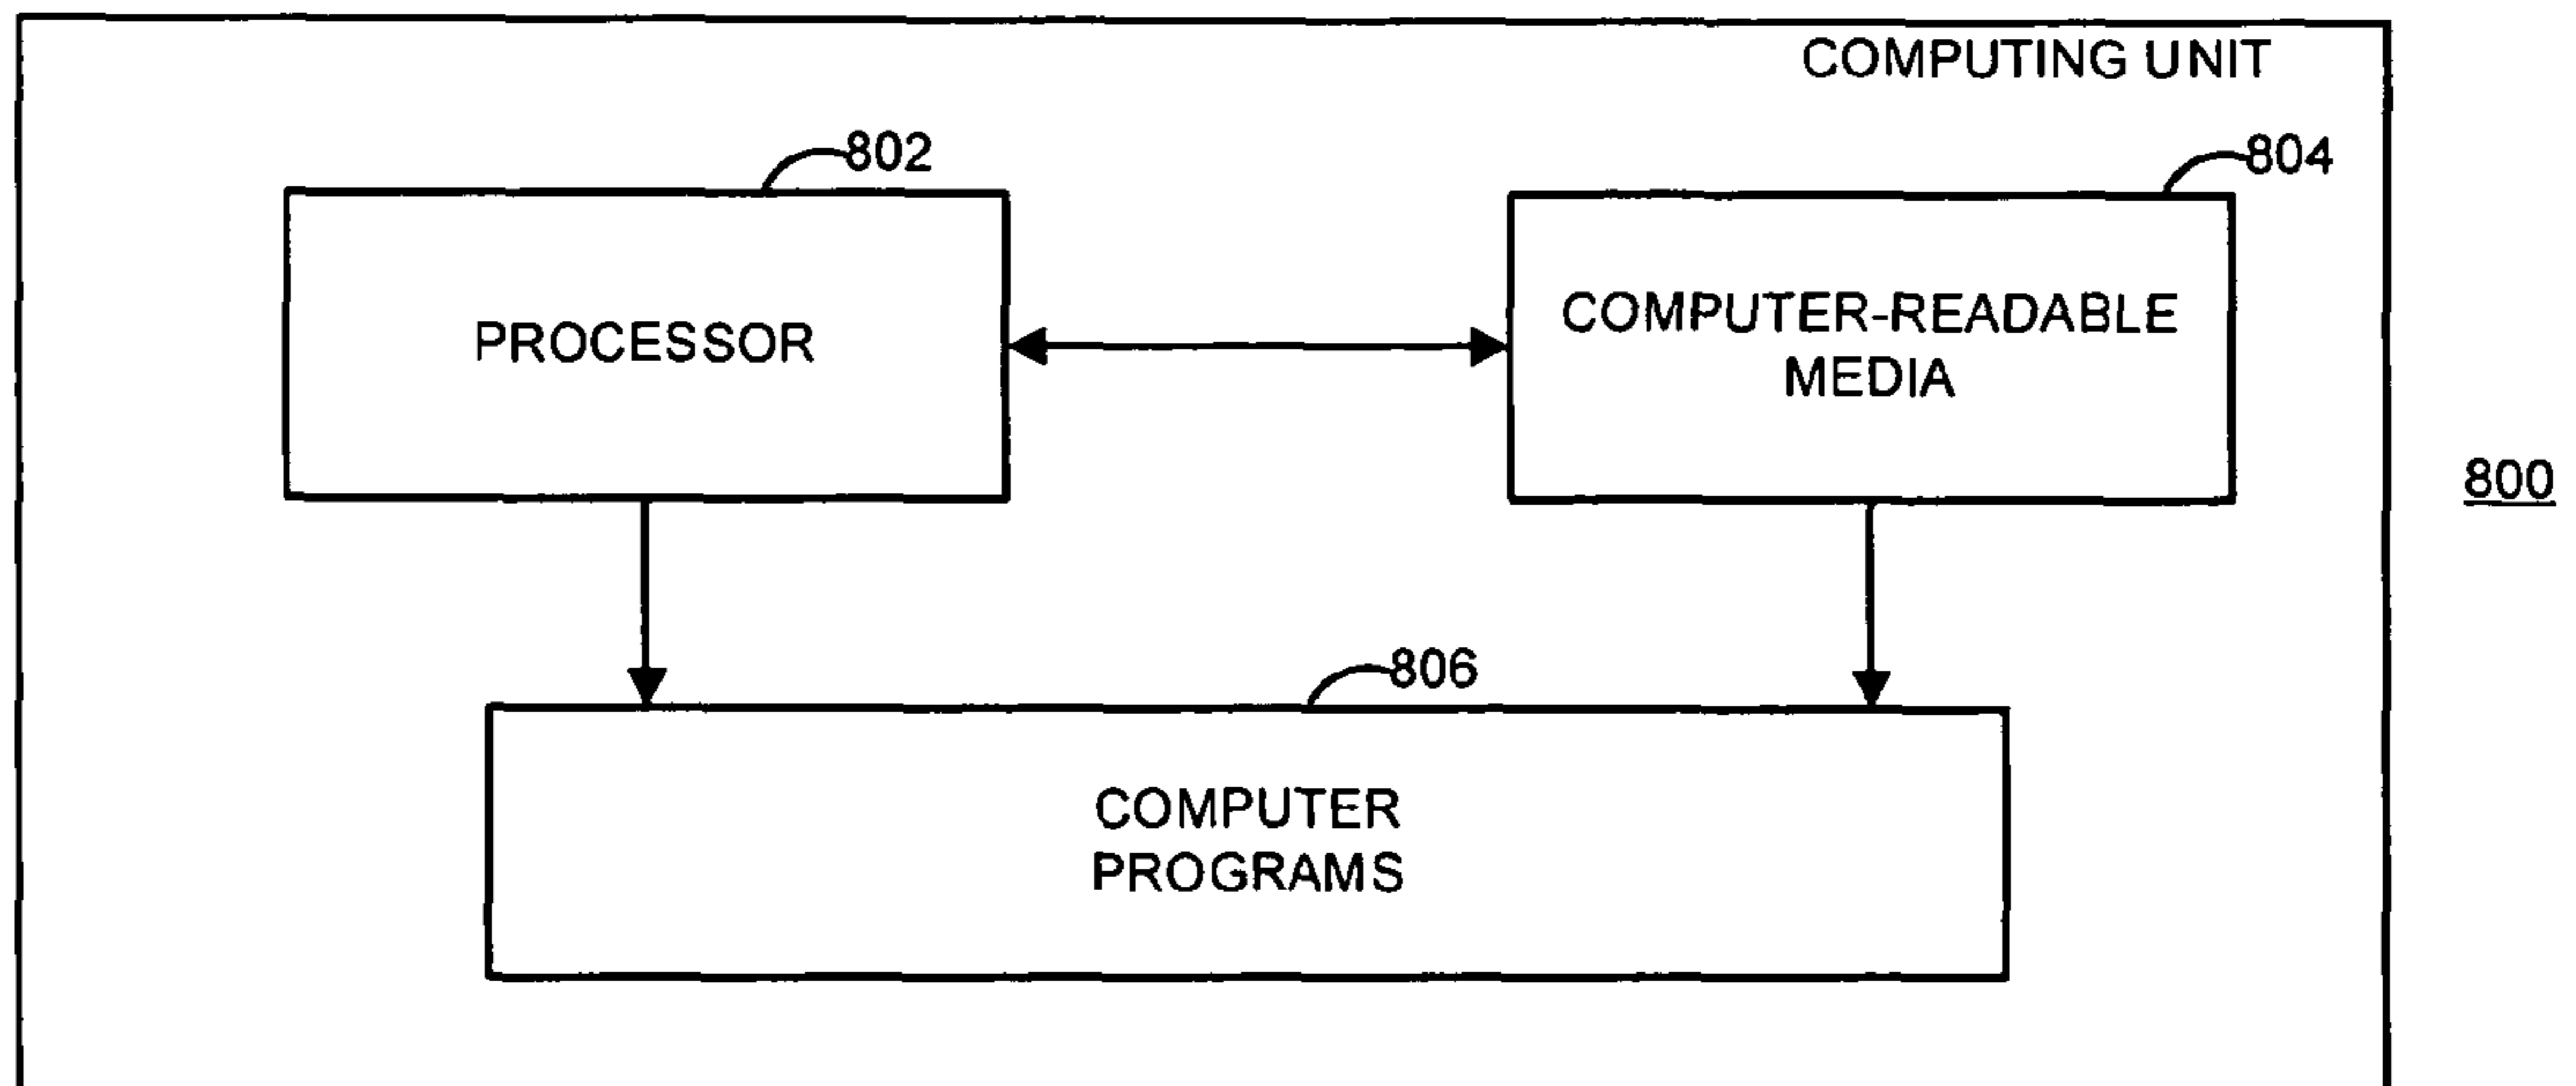 COMPUTING UNIT
802
804
PROCESSOR
COMPUTER-READABLE
MEDIA
800
806
COMPUTER
PROGRAMS